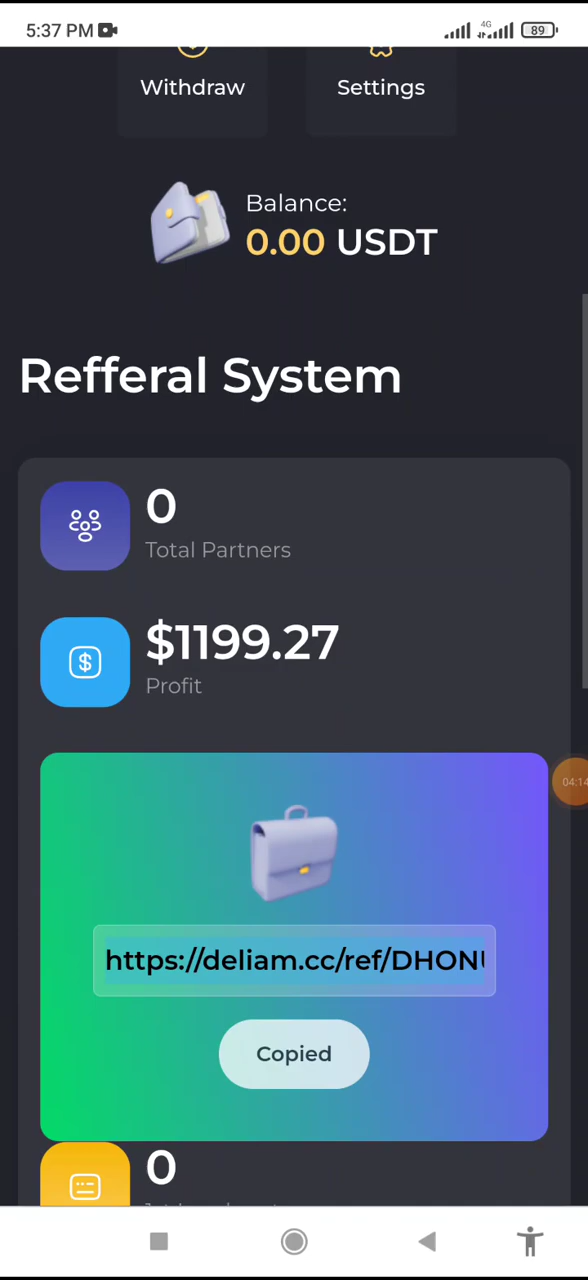 5:37 PM
4G
89
Withdraw
Settings
Balance:
0.00 USDT
Refferal System
0
Total Partners
$1199.27
Profit
04:14
https://deliam.cc/ref/DHON
Copied
0